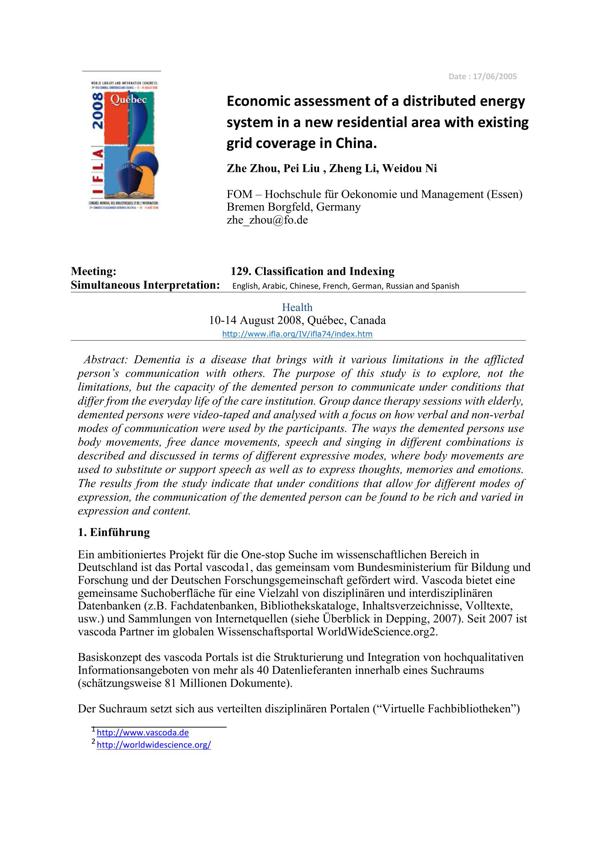 Date : 17/06/2005
WORLD LIBRARY AND INFORMATION CONGRESS:
2008
Québec
IFLA
Economic assessment of a distributed energy
system in a new residential area with existing
grid coverage in China.
Zhe Zhou, Pei Liu , Zheng Li, Weidou Ni
FOM – Hochschule für Oekonomie und Management (Essen)
Bremen Borgfeld, Germany
zhe_zhou@fo.de
Meeting: 129. Classification and Indexing
Simultaneous Interpretation: English, Arabic, Chinese, French, German, Russian and Spanish
Health
10-14 August 2008, Québec, Canada
http://www.ifla.org/IV/ifla74/index.htm
Abstract: Dementia is a disease that brings with it various limitations in the afflicted
person’s communication with others. The purpose of this study is to explore, not the
limitations, but the capacity of the demented person to communicate under conditions that
differ from the everyday life of the care institution. Group dance therapy sessions with elderly,
demented persons were video-taped and analysed with a focus on how verbal and non-verbal
modes of communication were used by the participants. The ways the demented persons use
body movements, free dance movements, speech and singing in different combinations is
described and discussed in terms of different expressive modes, where body movements are
used to substitute or support speech as well as to express thoughts, memories and emotions.
The results from the study indicate that under conditions that allow for different modes of
expression, the communication of the demented person can be found to be rich and varied in
expression and content.
1. Einführung
Ein ambitioniertes Projekt für die One-stop Suche im wissenschaftlichen Bereich in
Deutschland ist das Portal vascoda1, das gemeinsam vom Bundesministerium für Bildung und
Forschung und der Deutschen Forschungsgemeinschaft gefördert wird. Vascoda bietet eine
gemeinsame Suchoberfläche für eine Vielzahl von disziplinären und interdisziplinären
Datenbanken (z.B. Fachdatenbanken, Bibliothekskataloge, Inhaltsverzeichnisse, Volltexte,
usw.) und Sammlungen von Internetquellen (siehe Überblick in Depping, 2007). Seit 2007 ist
vascoda Partner im globalen Wissenschaftsportal WorldWideScience.org2.
Basiskonzept des vascoda Portals ist die Strukturierung und Integration von hochqualitativen
Informationsangeboten von mehr als 40 Datenlieferanten innerhalb eines Suchraums
(schätzungsweise 81 Millionen Dokumente).
Der Suchraum setzt sich aus verteilten disziplinären Portalen (“Virtuelle Fachbibliotheken”)
1 http://www.vascoda.de
2 http://worldwidescience.org/